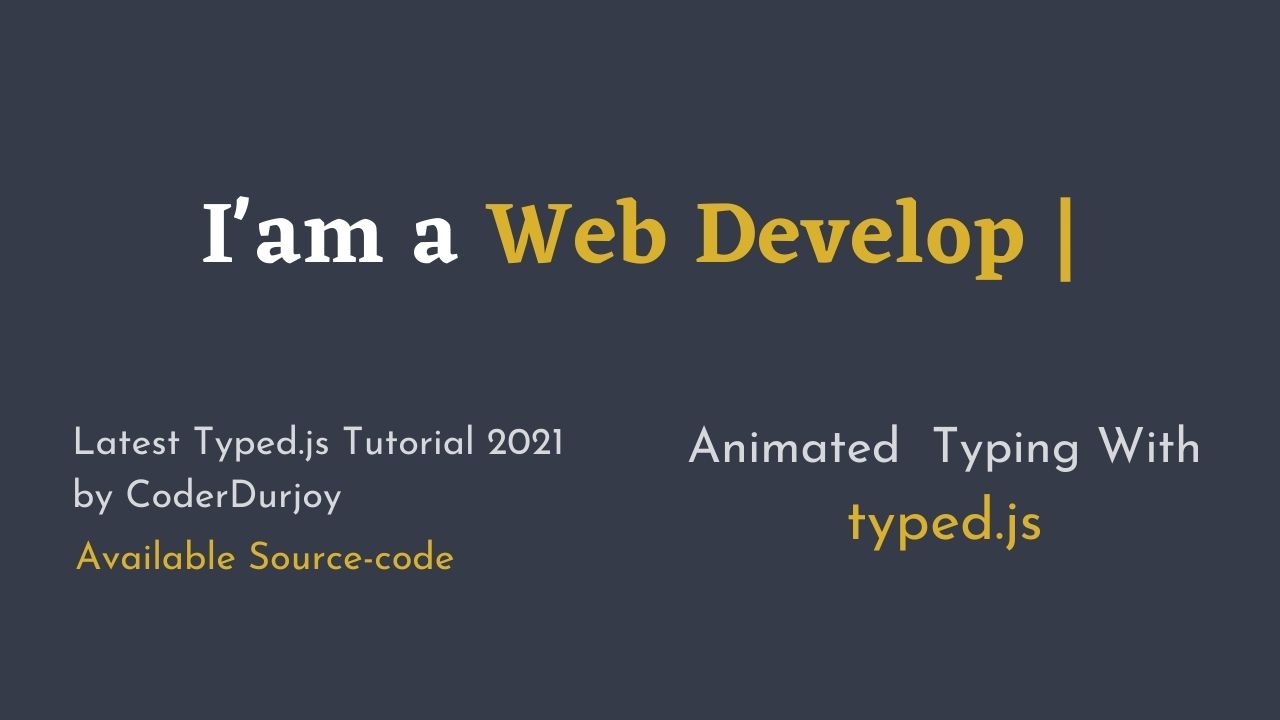 I'am a Web Develop |
Latest Typed.js Tutorial 2021
by CoderDurjoy
Available Source-code
Animated Typing With
typed.js